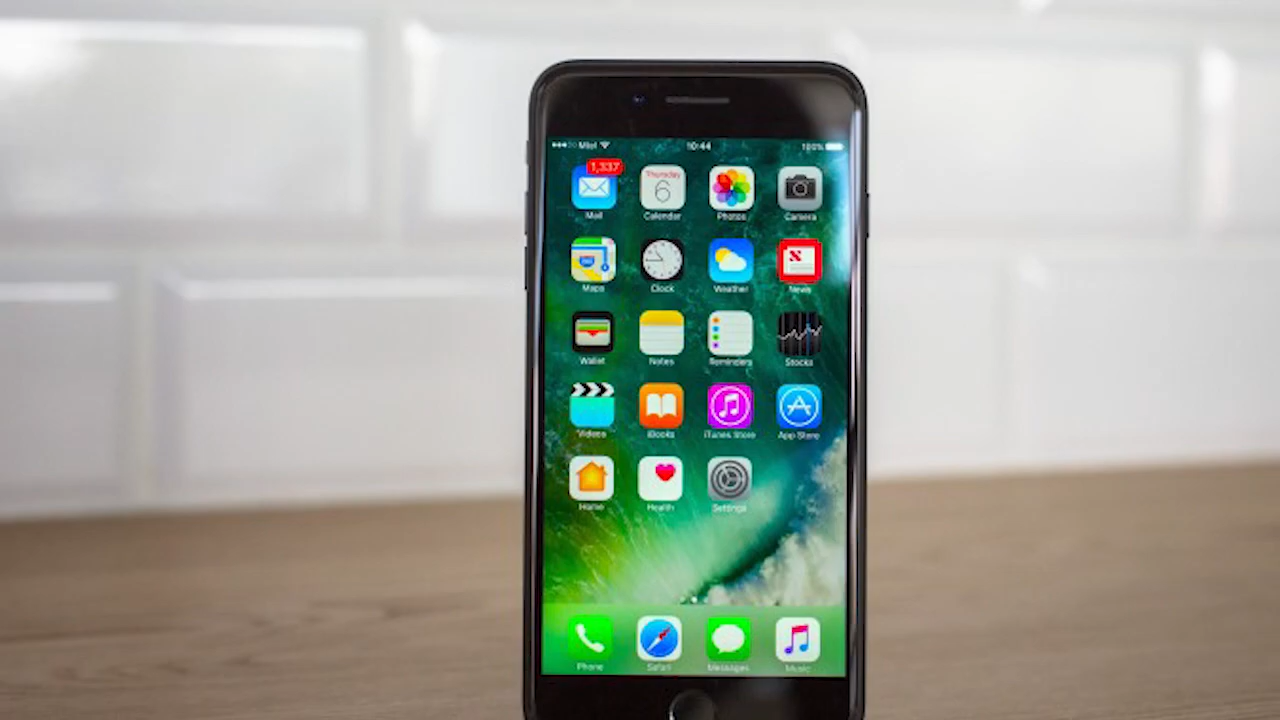 Mtel 10:44 100%
1,337
Thursday
6
Mail Calendar Photos Camera
Maps Clock Weather News
Wallet Notes Reminders Stocks
Videos iBooks iTunes Store App Store
Home Health Settings
Phone Safari Messages Music